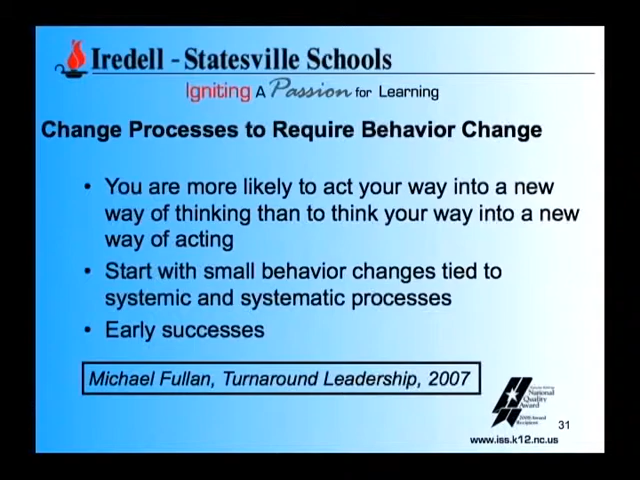 Iredell - Statesville Schools
Igniting A Passion for Learning
Change Processes to Require Behavior Change
• You are more likely to act your way into a new
way of thinking than to think your way into a new
way of acting
• Start with small behavior changes tied to
systemic and systematic processes
• Early successes
Michael Fullan, Turnaround Leadership, 2007
National
Quality
Award
31
www.iss.k12.nc.us